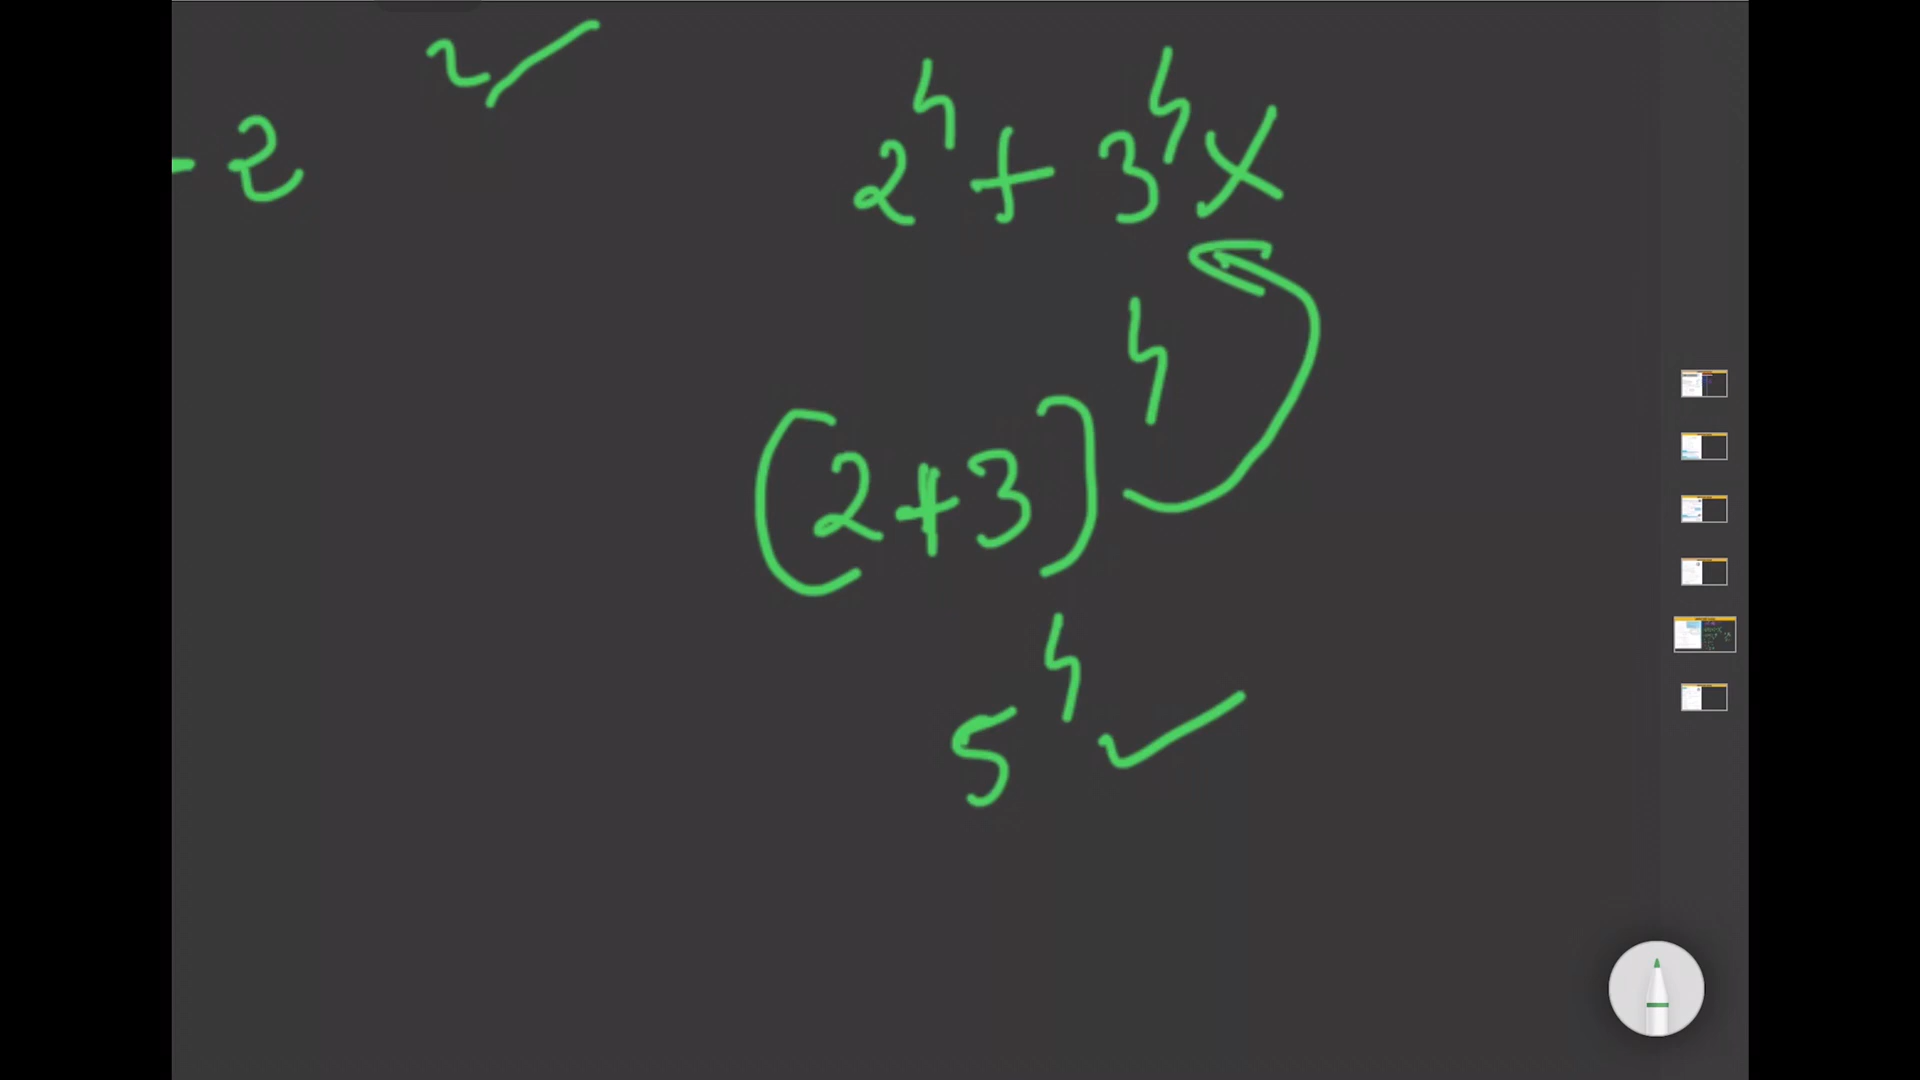 2 ✓
- 2
2⁴ + 3⁴ X
(2+3)⁴
5⁴ ✓